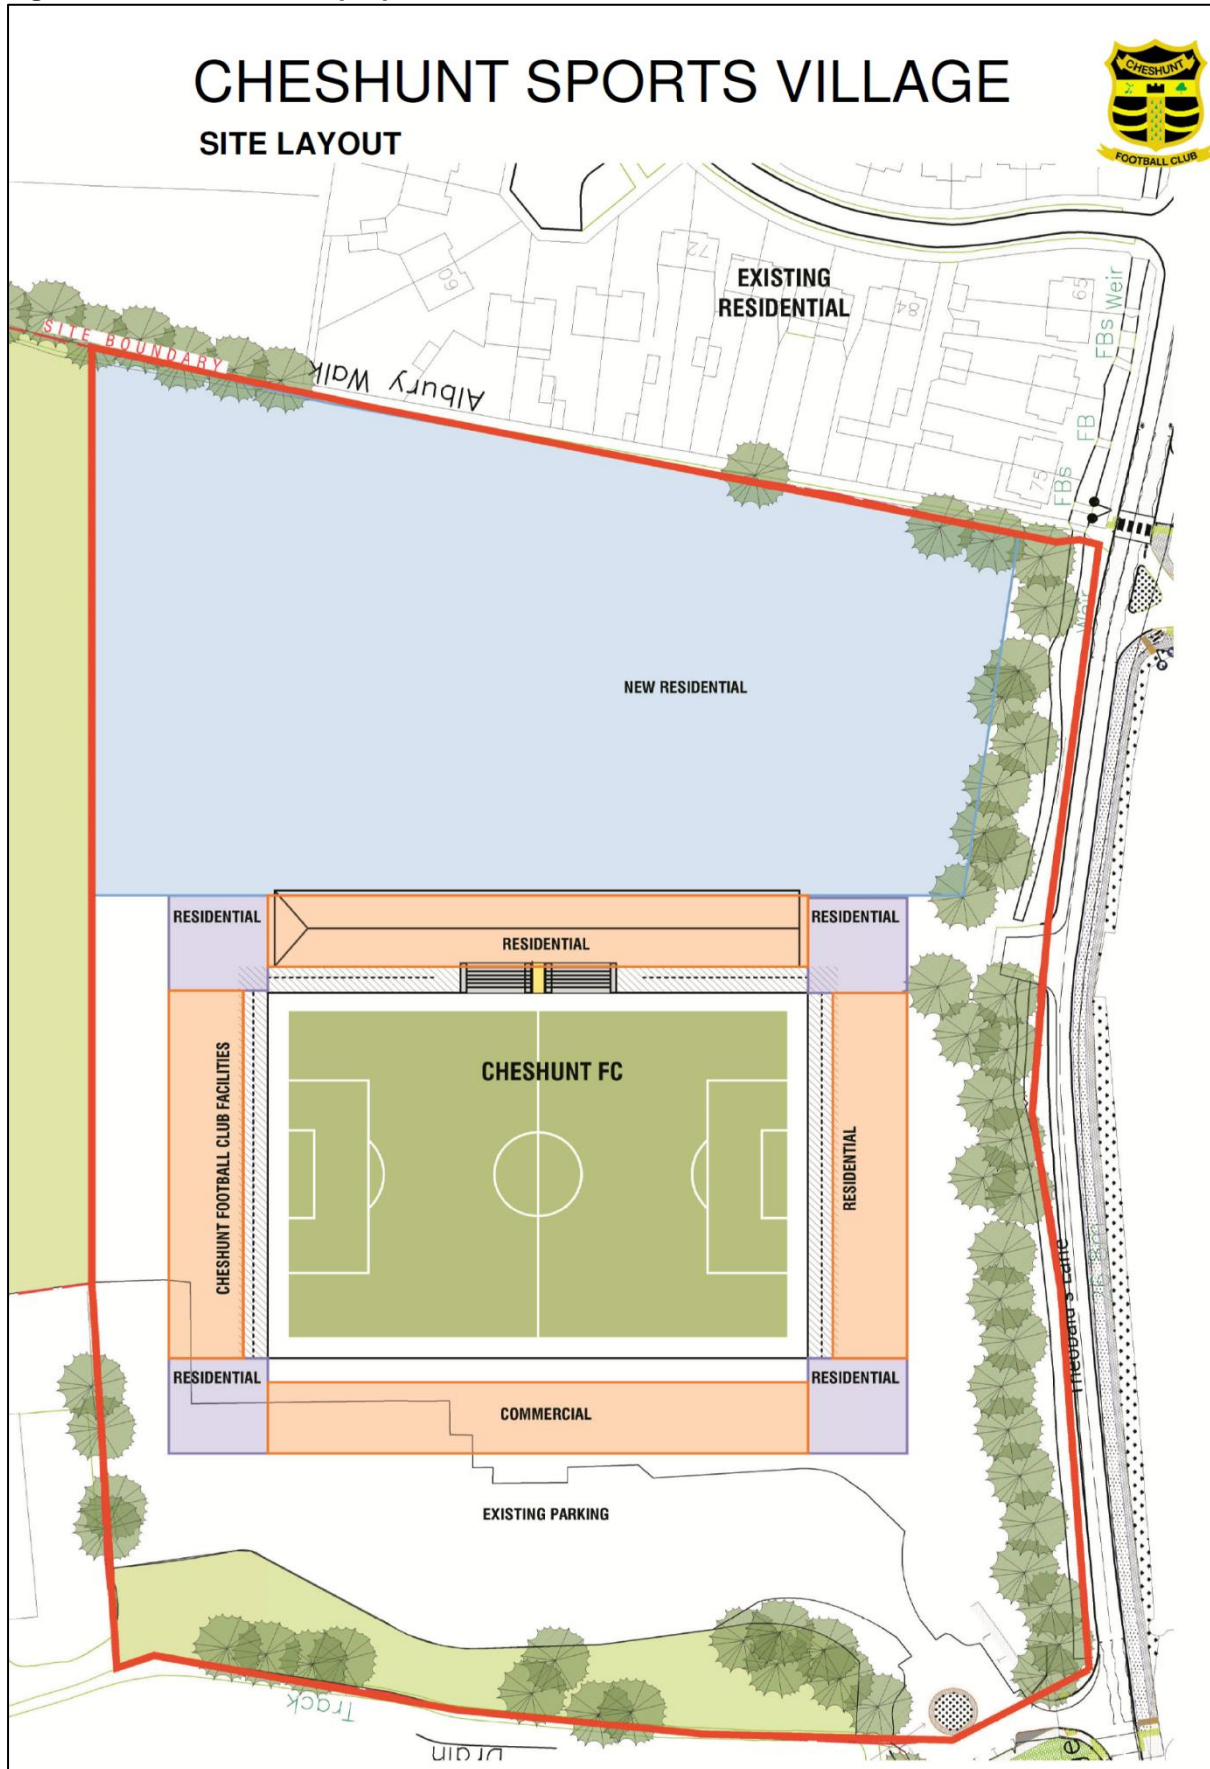 CHESHUNT SPORTS VILLAGE
SITE LAYOUT
CHESHUNT
FOOTBALL CLUB
EXISTING
RESIDENTIAL
60
72
84
65
75
FBs Weir
FB
FBs
Weir
SITE BOUNDARY
Albury Walk
NEW RESIDENTIAL
RESIDENTIAL
RESIDENTIAL
RESIDENTIAL
CHESHUNT FC
CHESHUNT FOOTBALL CLUB FACILITIES
RESIDENTIAL
Theobald's Lane
RESIDENTIAL
RESIDENTIAL
COMMERCIAL
EXISTING PARKING
Track
Drain